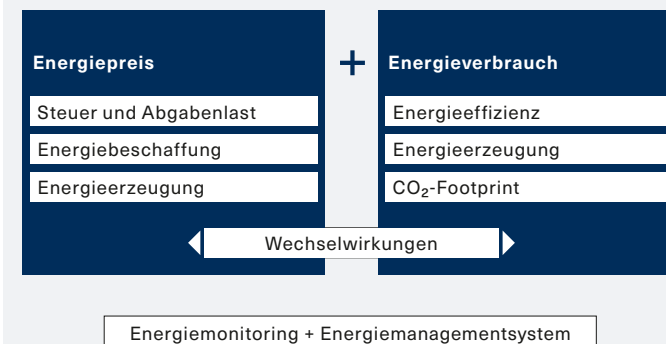 Energiepreis
+
Energieverbrauch
Steuer und Abgabenlast
Energiebeschaffung
Energieerzeugung
Energieeffizienz
Energieerzeugung
CO₂-Footprint
Wechselwirkungen
Energiemonitoring + Energiemanagementsystem